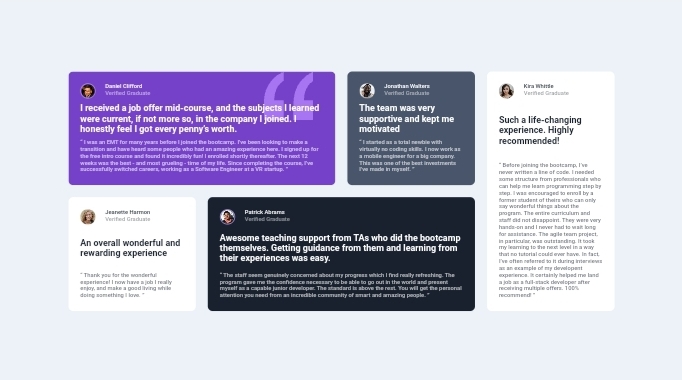 Daniel Clifford
Verified Graduate
I received a job offer mid-course, and the subjects I learned
were current, if not more so, in the company I joined. I
honestly feel I got every penny's worth.
" I was an EMT for many years before I joined the bootcamp. I've been looking to make a
transition and have heard some people who had an amazing experience here. I signed up for
the free intro course and found it incredibly fun! I enrolled shortly thereafter. The next 12
weeks was the best - and most grueling - time of my life. Since completing the course, I've
successfully switched careers, working as a Software Engineer at a VR startup. "
Jonathan Walters
Verified Graduate
The team was very
supportive and kept me
motivated
" I started as a total newbie with
virtually no coding skills. I now work as
a mobile engineer for a big company.
This was one of the best investments
I've made in myself. "
Kira Whittle
Verified Graduate
Such a life-changing
experience. Highly
recommended!
" Before joining the bootcamp, I've
never written a line of code. I needed
some structure from professionals who
can help me learn programming step by
step. I was encouraged to enroll by a
former student of theirs who can only
say wonderful things about the
program. The entire curriculum and
staff did not disappoint. They were very
hands-on and I never had to wait long
for assistance. The agile team project,
in particular, was outstanding. It took
my learning to the next level in a way
that no tutorial could ever have. In fact,
I've often referred to it during interviews
as an example of my developent
experience. It certainly helped me land
a job as a full-stack developer after
receiving multiple offers. 100%
recommend! "
Jeanette Harmon
Verified Graduate
An overall wonderful and
rewarding experience
" Thank you for the wonderful
experience! I now have a job I really
enjoy, and make a good living while
doing something I love. "
Patrick Abrams
Verified Graduate
Awesome teaching support from TAs who did the bootcamp
themselves. Getting guidance from them and learning from
their experiences was easy.
" The staff seem genuinely concerned about my progress which I find really refreshing. The
program gave me the confidence necessary to be able to go out in the world and present
myself as a capable junior developer. The standard is above the rest. You will get the personal
attention you need from an incredible community of smart and amazing people. "